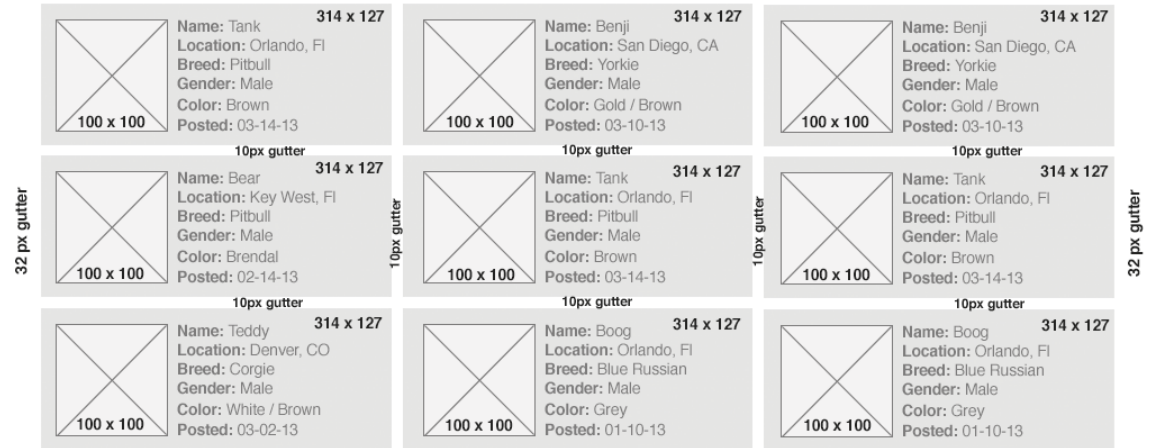 314 x 127
Name: Tank
Location: Orlando, Fl
Breed: Pitbull
Gender: Male
Color: Brown
Posted: 03-14-13
100 x 100
314 x 127
Name: Benji
Location: San Diego, CA
Breed: Yorkie
Gender: Male
Color: Gold / Brown
Posted: 03-10-13
100 x 100
314 x 127
Name: Benji
Location: San Diego, CA
Breed: Yorkie
Gender: Male
Color: Gold / Brown
Posted: 03-10-13
100 x 100
10px gutter
10px gutter
10px gutter
32 px gutter
314 x 127
Name: Bear
Location: Key West, Fl
Breed: Pitbull
Gender: Male
Color: Brendal
Posted: 02-14-13
100 x 100
10px gutter
314 x 127
Name: Tank
Location: Orlando, Fl
Breed: Pitbull
Gender: Male
Color: Brown
Posted: 03-14-13
100 x 100
10px gutter
314 x 127
Name: Tank
Location: Orlando, Fl
Breed: Pitbull
Gender: Male
Color: Brown
Posted: 03-14-13
100 x 100
32 px gutter
10px gutter
10px gutter
10px gutter
314 x 127
Name: Teddy
Location: Denver, CO
Breed: Corgie
Gender: Male
Color: White / Brown
Posted: 03-02-13
100 x 100
314 x 127
Name: Boog
Location: Orlando, Fl
Breed: Blue Russian
Gender: Male
Color: Grey
Posted: 01-10-13
100 x 100
314 x 127
Name: Boog
Location: Orlando, Fl
Breed: Blue Russian
Gender: Male
Color: Grey
Posted: 01-10-13
100 x 100